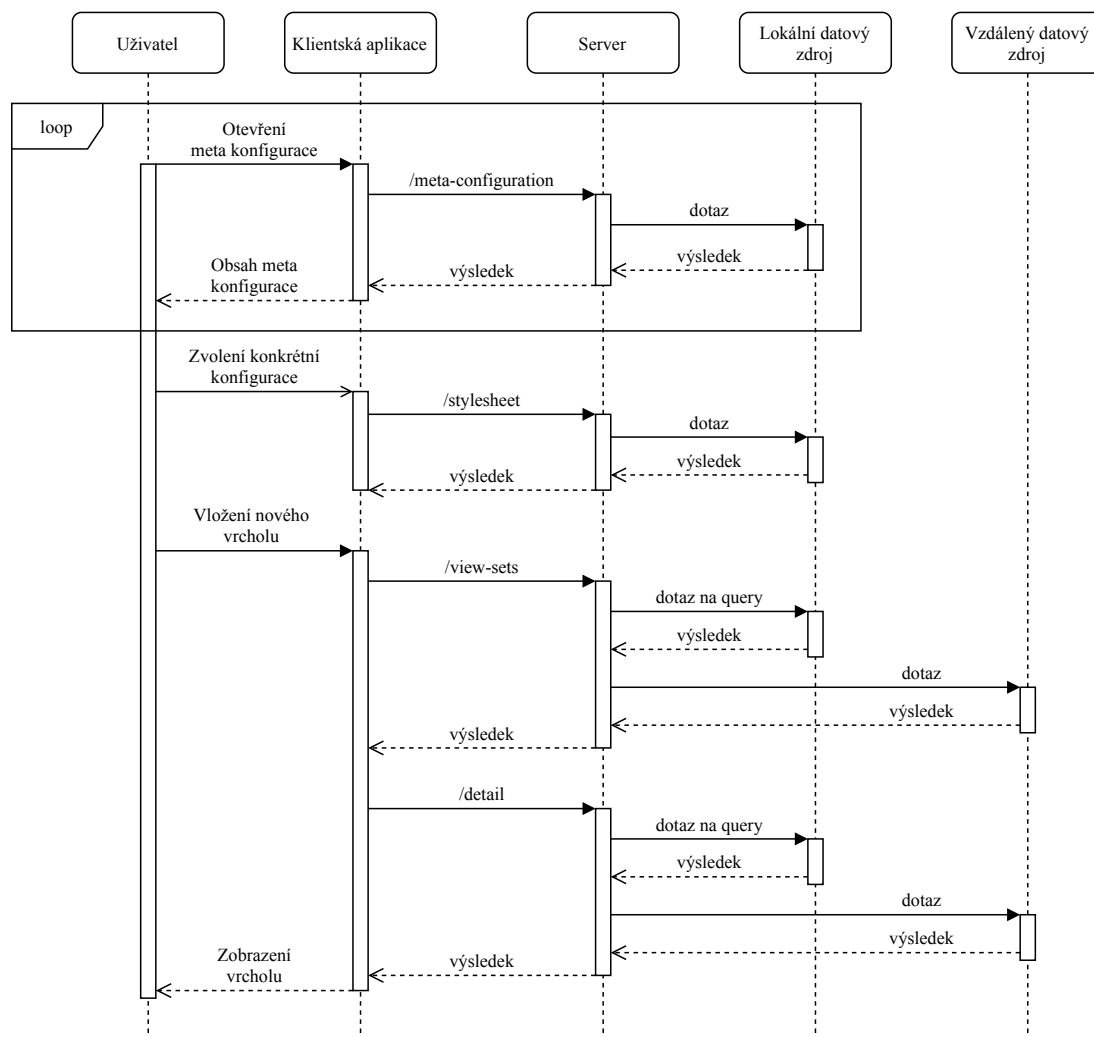 Uživatel
Klientská aplikace
Server
Lokální datový
zdroj
Vzdálený datový
zdroj
loop
Otevření
meta konfigurace
/meta-configuration
dotaz
výsledek
výsledek
Obsah meta
konfigurace
Zvolení konkrétní
konfigurace
/stylesheet
dotaz
výsledek
výsledek
Vložení nového
vrcholu
/view-sets
dotaz na query
výsledek
dotaz
výsledek
výsledek
/detail
dotaz na query
výsledek
dotaz
výsledek
výsledek
Zobrazení
vrcholu